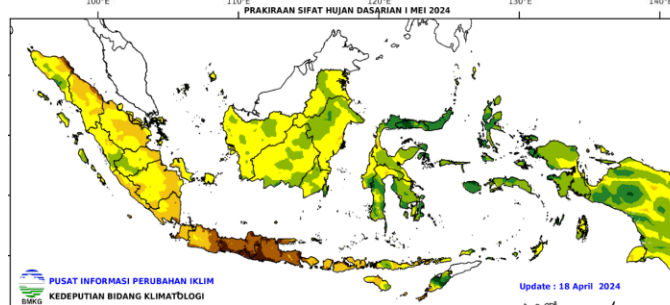 100°E 110°E 120°E 130°E 140°E
PRAKIRAAN SIFAT HUJAN DASARIAN I MEI 2024
PUSAT INFORMASI PERUBAHAN IKLIM
KEDEPUTIAN BIDANG KLIMATOLOGI
BMKG
Update : 18 April 2024